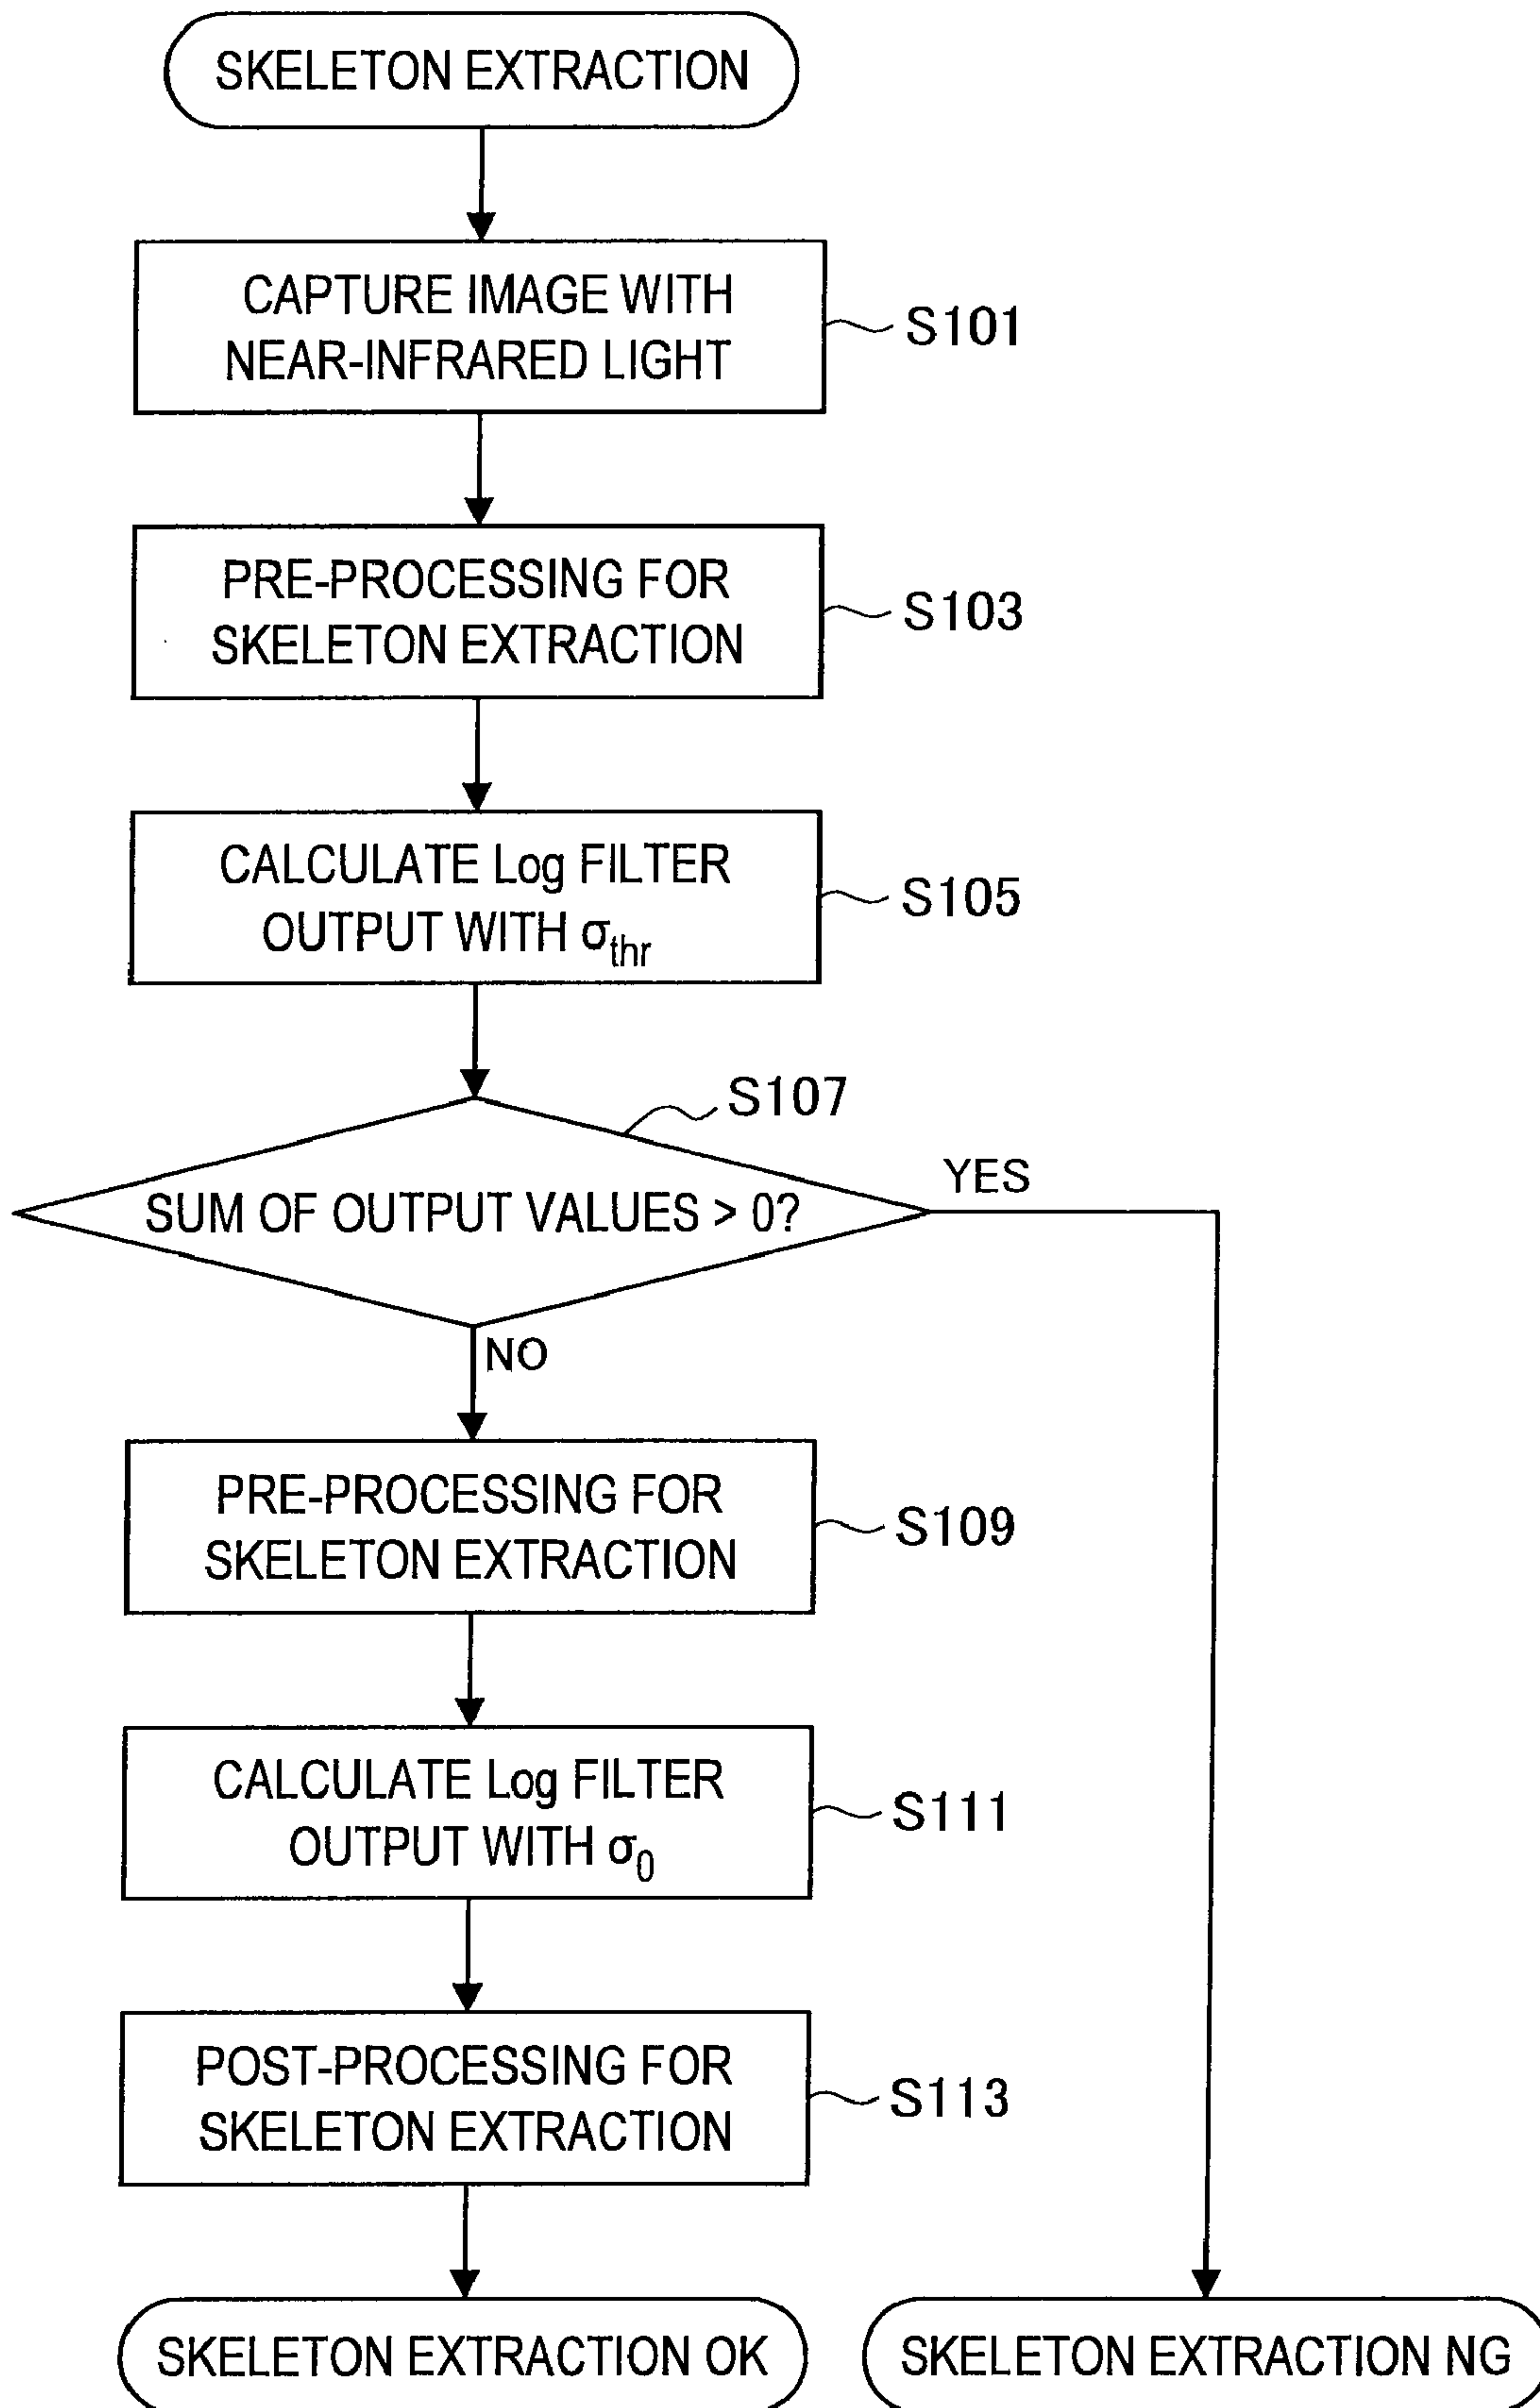 SKELETON EXTRACTION
CAPTURE IMAGE WITH
NEAR-INFRARED LIGHT
S101
PRE-PROCESSING FOR
SKELETON EXTRACTION
S103
CALCULATE Log FILTER
OUTPUT WITH σthr
S105
S107
SUM OF OUTPUT VALUES > 0?
YES
NO
PRE-PROCESSING FOR
SKELETON EXTRACTION
S109
CALCULATE Log FILTER
OUTPUT WITH σ0
S111
POST-PROCESSING FOR
SKELETON EXTRACTION
S113
SKELETON EXTRACTION OK
SKELETON EXTRACTION NG